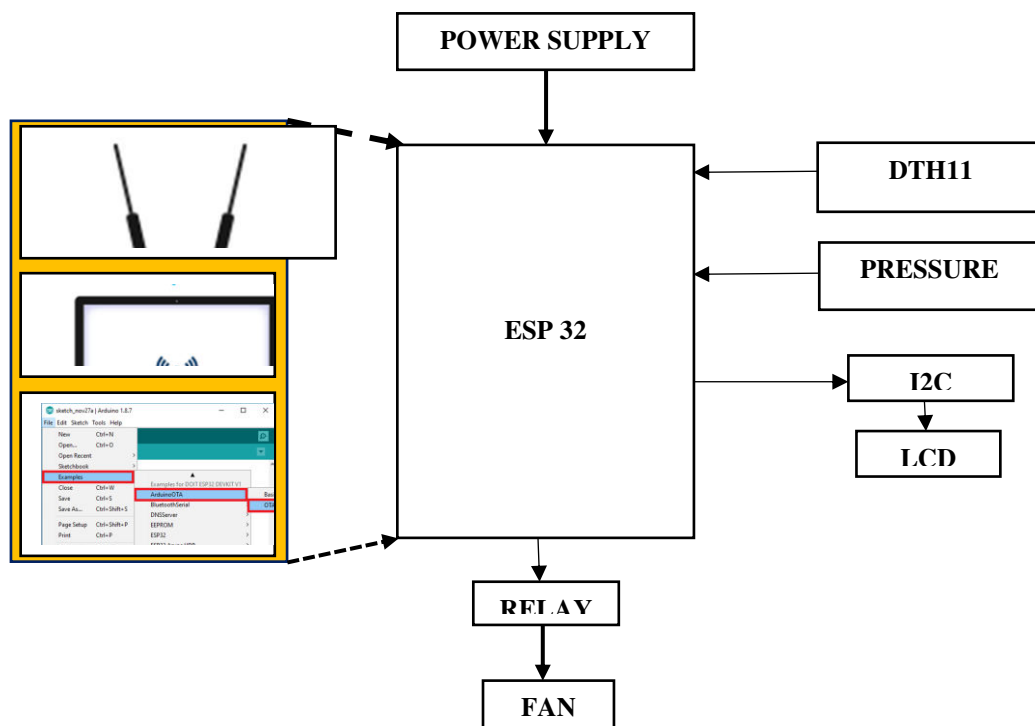 POWER SUPPLY
DTH11
PRESSURE
ESP 32
I2C
LCD
RELAY
FAN
sketch_nov27a | Arduino 1.8.7
File Edit Sketch Tools Help
New Ctrl+N
Open... Ctrl+O
Open Recent
Sketchbook
Examples
Close Ctrl+W
Save Ctrl+S
Save As... Ctrl+Shift+S
Page Setup Ctrl+Shift+P
Print Ctrl+P
Examples for DOIT ESP32 DEVKIT V1
ArduinoOTA
BluetoothSerial
DNSServer
EEPROM
ESP32
Bas
OTA